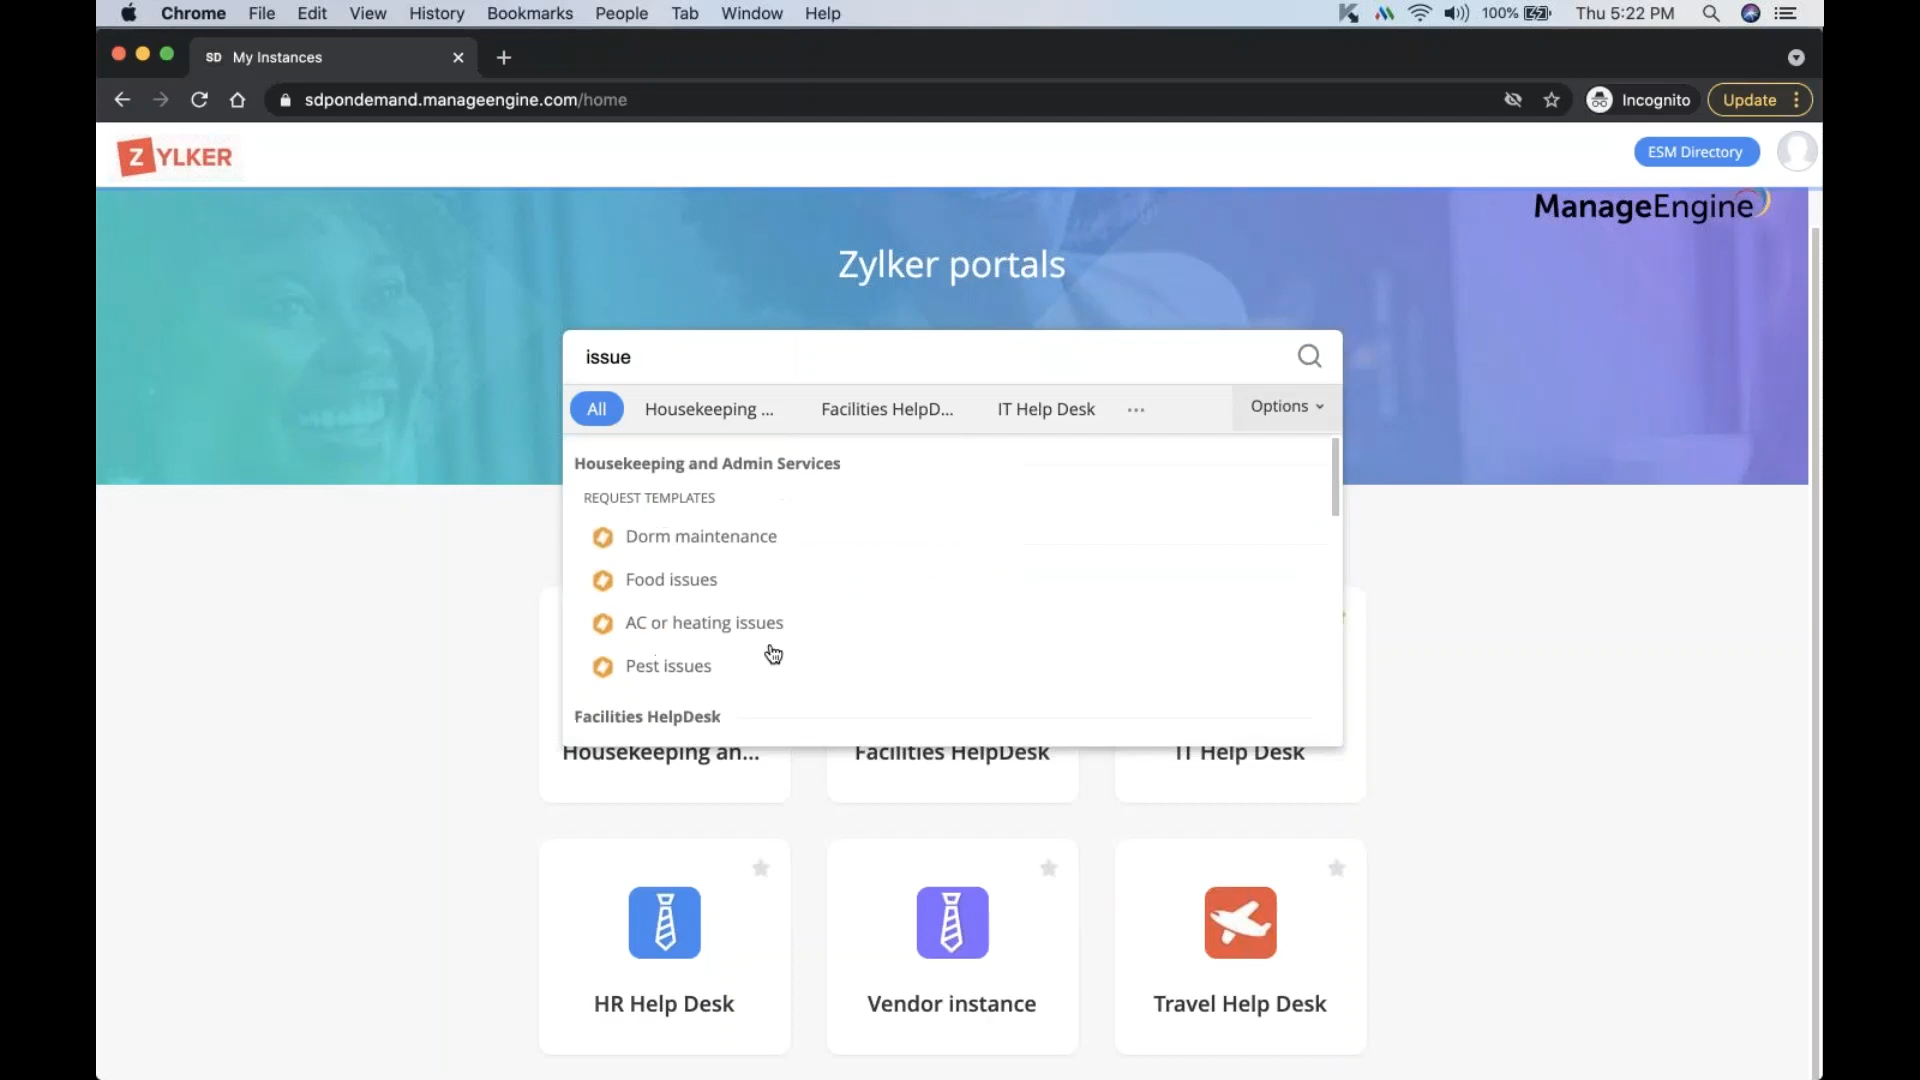 Chrome File Edit View History Bookmarks People Tab Window Help 100% Thu 5:22 PM
SD My Instances
sdpondemand.manageengine.com/home Incognito Update
ZYLKER ESM Directory
ManageEngine
Zylker portals
issue
All Housekeeping ... Facilities HelpD... IT Help Desk ... Options
Housekeeping and Admin Services
REQUEST TEMPLATES
Dorm maintenance
Food issues
AC or heating issues
Pest issues
Facilities HelpDesk
Housekeeping an... Facilities HelpDesk IT Help Desk
HR Help Desk Vendor instance Travel Help Desk